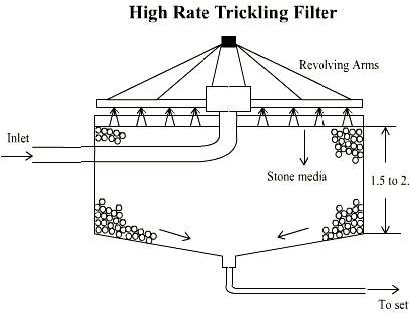 High Rate Trickling Filter
Revolving Arms
Inlet
Stone media
1.5 to 2.
To set